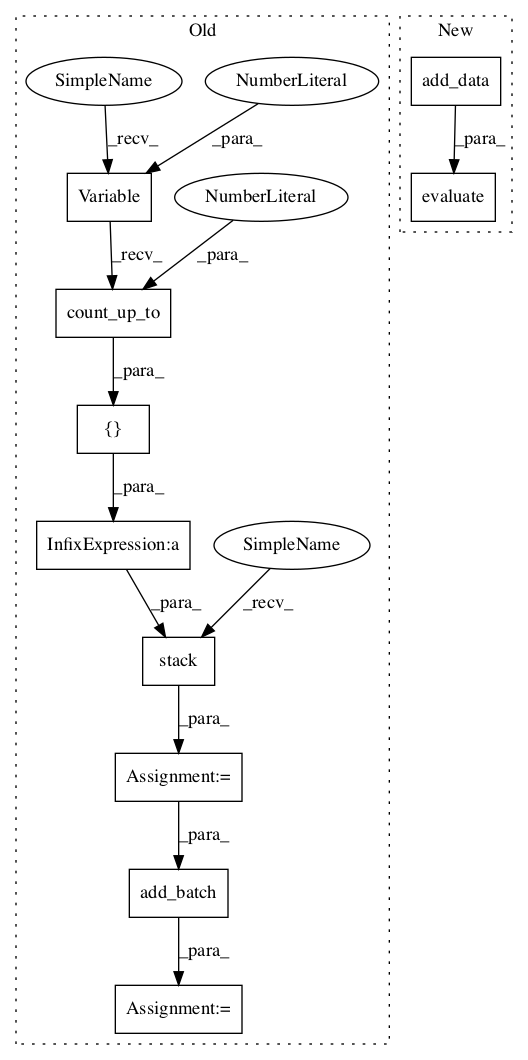 Old
New
SimpleName
NumberLiteral
add_data
_recv_
_para_
_para_
Variable
NumberLiteral
evaluate
_recv_
_para_
count_up_to
_para_
{}
_para_
InfixExpression:a
SimpleName
_para_
_recv_
stack
_para_
Assignment:=
_para_
add_batch
_para_
Assignment:=